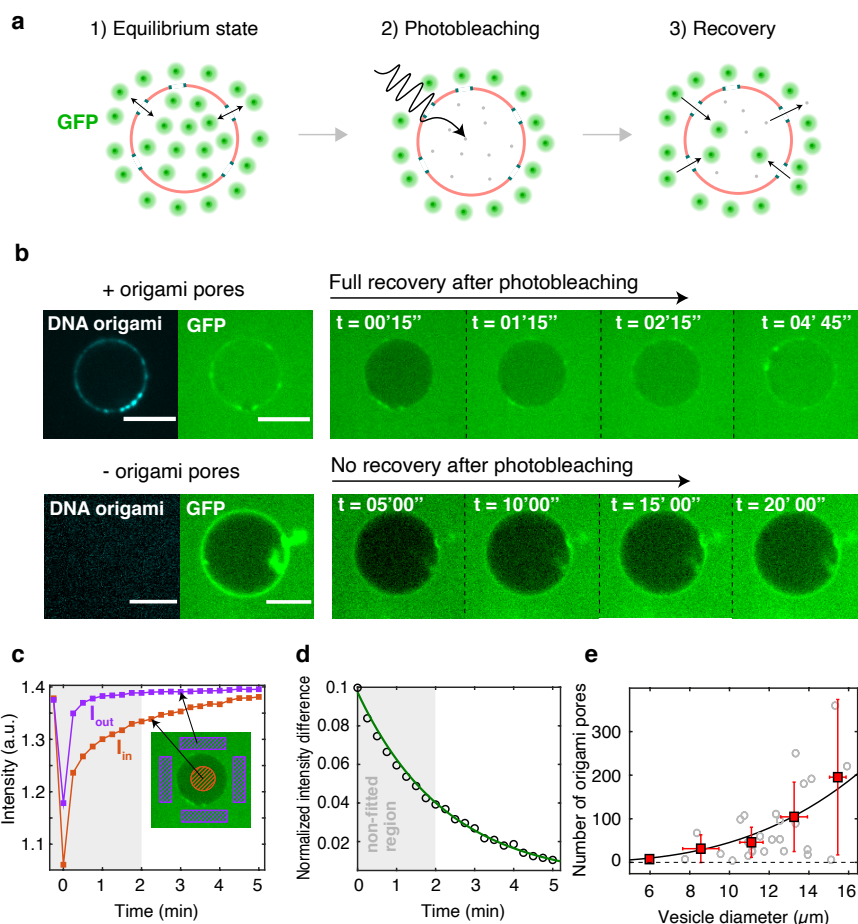 a
1) Equilibrium state
2) Photobleaching
3) Recovery
GFP
b
+ origami pores
Full recovery after photobleaching
DNA origami
GFP
t = 00'15”
t = 01'15”
t = 02'15”
t = 04' 45”
- origami pores
No recovery after photobleaching
DNA origami
GFP
t = 05'00”
t = 10'00”
t = 15' 00”
t = 20' 00”
c
Intensity (a.u.)
1.4
1.3
1.2
1.1
I out
I in
0 1 2 3 4 5
Time (min)
d
Normalized intensity difference
0.1
0.08
0.06
0.04
0.02
non-fitted
region
0 1 2 3 4 5
Time (min)
e
Number of origami pores
300
200
100
0
6 8 10 12 14 16
Vesicle diameter (μm)